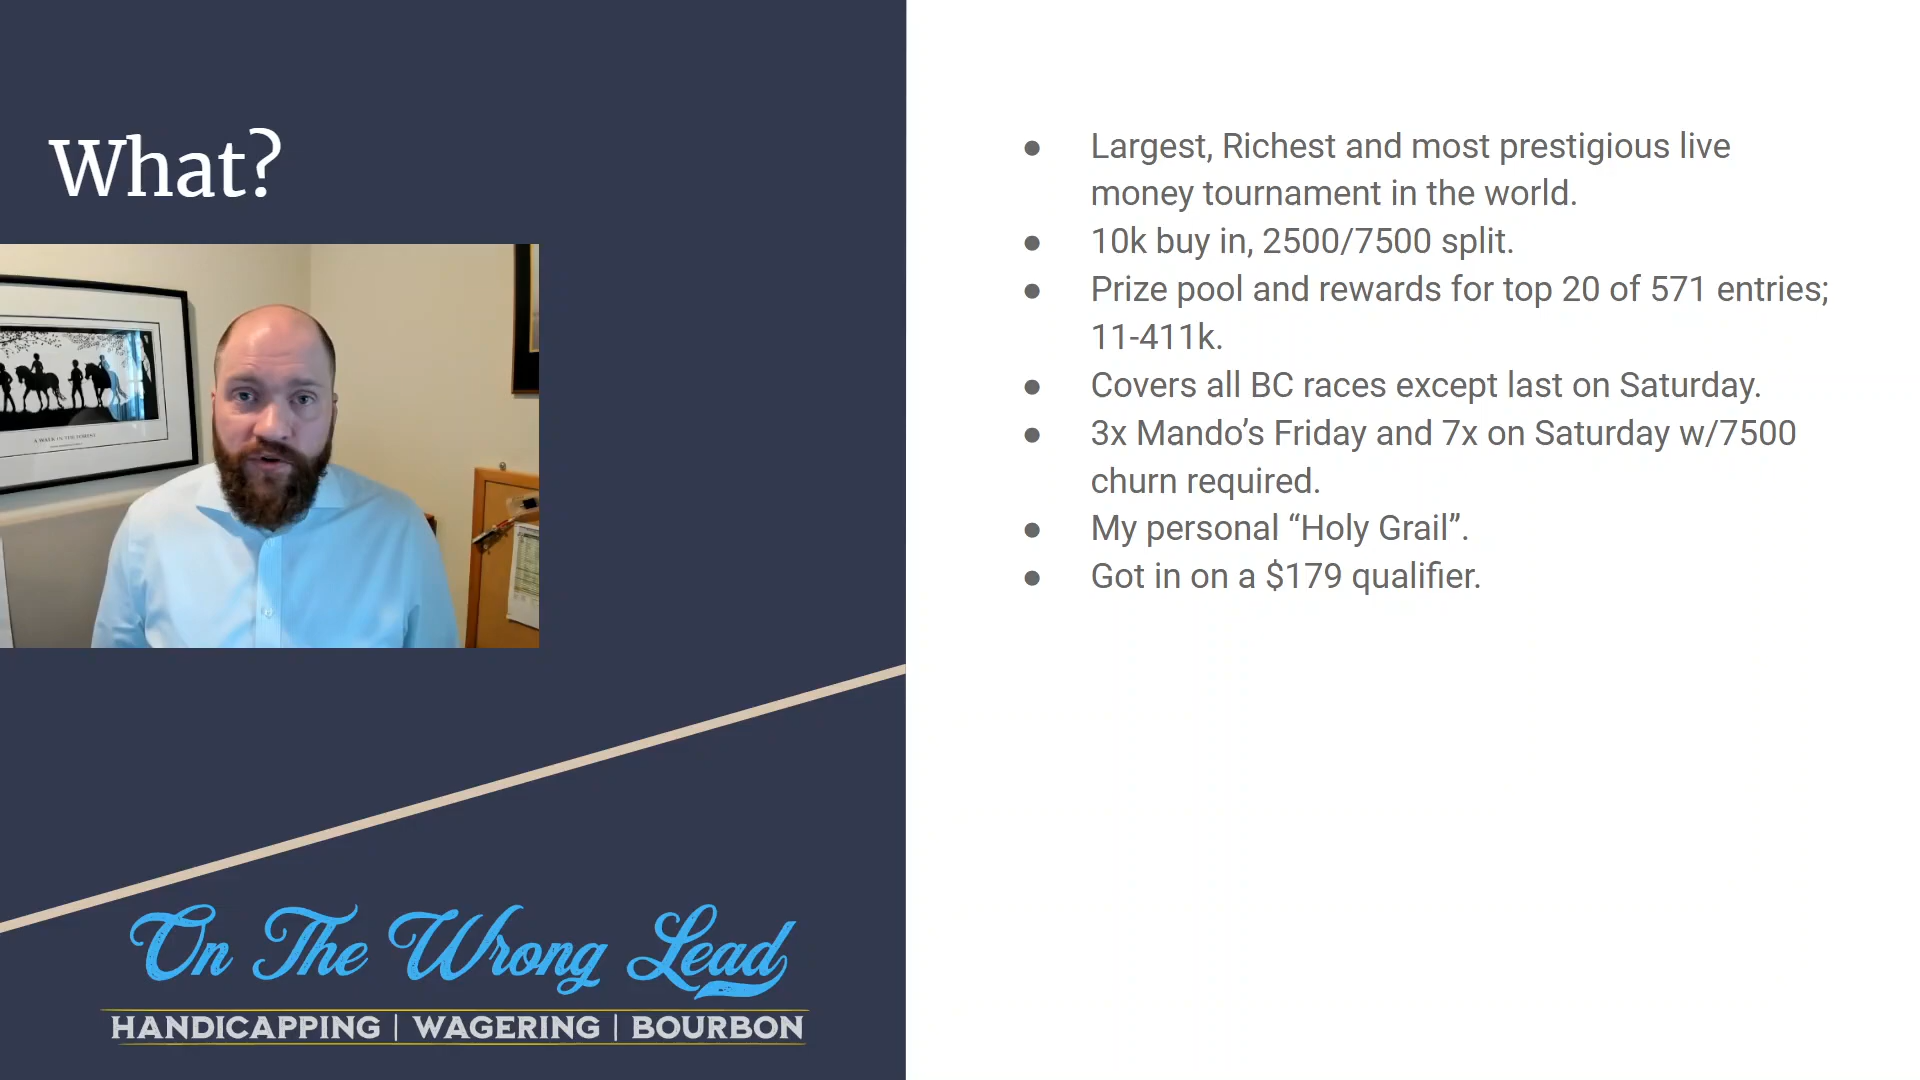 What?
● Largest, Richest and most prestigious live
money tournament in the world.
● 10k buy in, 2500/7500 split.
● Prize pool and rewards for top 20 of 571 entries;
11-411k.
● Covers all BC races except last on Saturday.
● 3x Mando’s Friday and 7x on Saturday w/7500
churn required.
● My personal “Holy Grail”.
● Got in on a $179 qualifier.
On The Wrong Lead
HANDICAPPING | WAGERING | BOURBON